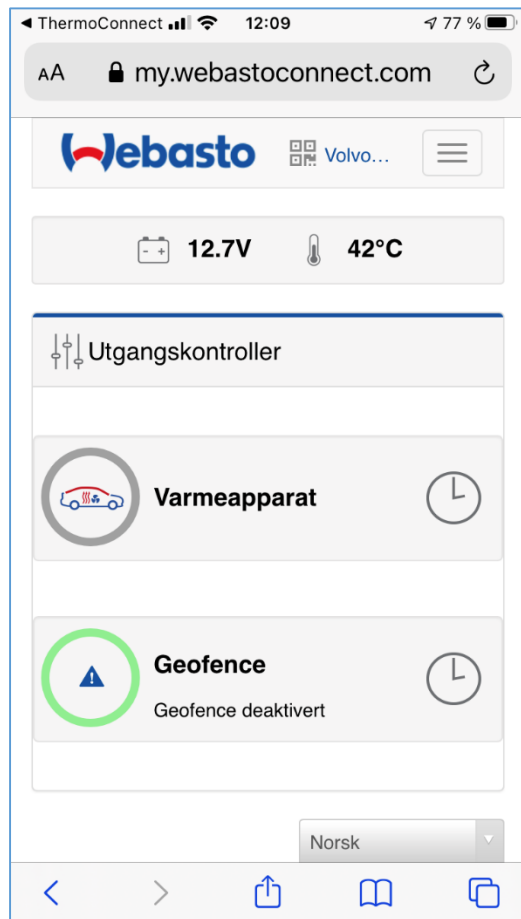 ThermoConnect 12:09 77 %
AA my.webastoconnect.com
Webasto Volvo...
12.7V 42°C
Utgangskontroller
Varmeapparat
Geofence
Geofence deaktivert
Norsk